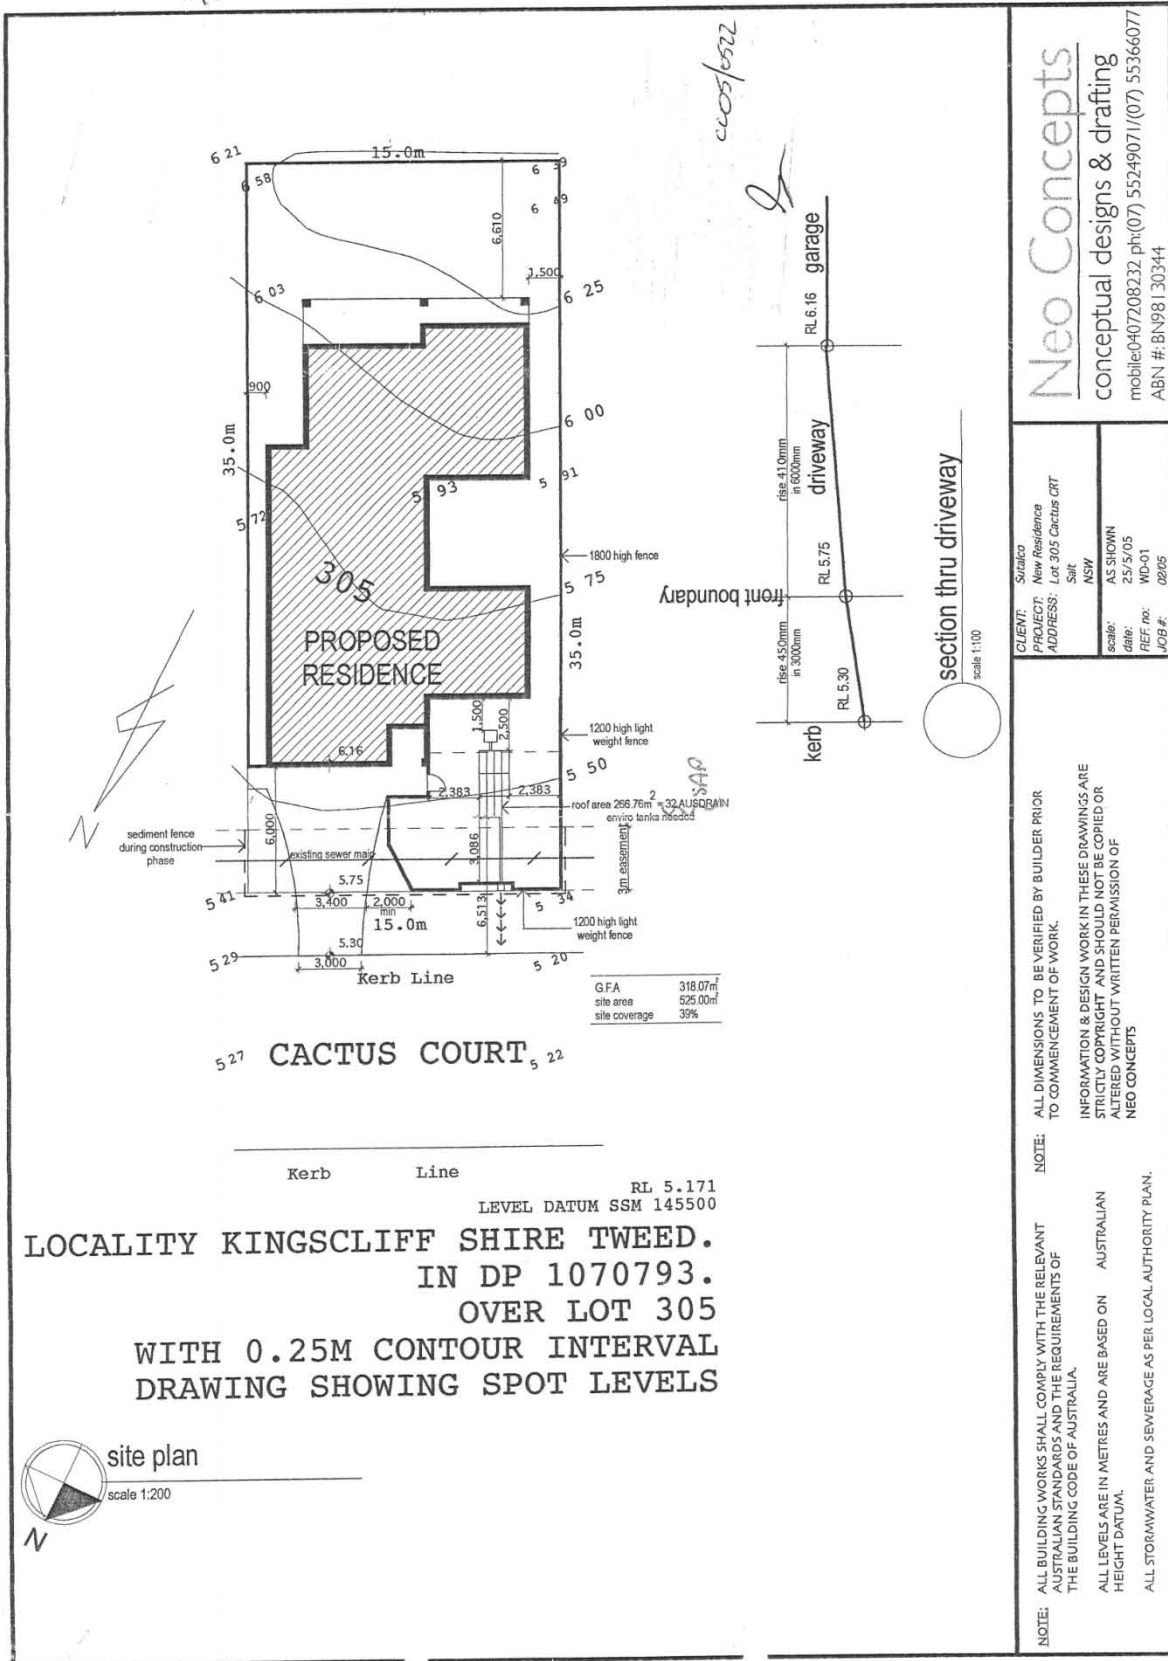 cc05/0522
6 21
15.0m
6 39
6 58
6 49
6,610
1,500
6 03
6 25
900
6 00
35.0m
5 93
5 91
5 72
1800 high fence
305
5 75
PROPOSED
RESIDENCE
35.0m
1,500
2,500
1200 high light
weight fence
6.16
5 50
2,383
2,383
roof area 266.76m2 = 32 AUSDRAIN
enviro tanks needed
sediment fence
during construction
phase
6,000
existing sewer main
3,086
3m easement
5.75
5 41
3,400
2,000
min
15.0m
6,513
5 34
1200 high light
weight fence
5.30
5 29
3,000
5 20
Kerb Line
G.F.A 318.07m2
site area 525.00m2
site coverage 39%
5 27
CACTUS COURT
5 22
Kerb Line
RL 5.171
LEVEL DATUM SSM 145500
LOCALITY KINGSCLIFF SHIRE TWEED.
IN DP 1070793.
OVER LOT 305
WITH 0.25M CONTOUR INTERVAL
DRAWING SHOWING SPOT LEVELS
site plan
scale 1:200
N
N
garage
RL 6.16
driveway
rise 410mm
in 6000mm
RL 5.75
front boundary
rise 450mm
in 3000mm
RL 5.30
kerb
section thru driveway
scale 1:100
Neo Concepts
conceptual designs & drafting
mobile:0407208232 ph:(07) 55249071/(07) 55366077
ABN #: BN98130344
CLIENT: Sutalco
PROJECT: New Residence
ADDRESS: Lot 305 Cactus CRT
Salt
NSW
scale: AS SHOWN
date: 25/5/05
REF. no: WD-01
JOB #: 0205
NOTE: ALL DIMENSIONS TO BE VERIFIED BY BUILDER PRIOR
TO COMMENCEMENT OF WORK.
INFORMATION & DESIGN WORK IN THESE DRAWINGS ARE
STRICTLY COPYRIGHT AND SHOULD NOT BE COPIED OR
ALTERED WITHOUT WRITTEN PERMISSION OF
NEO CONCEPTS
NOTE: ALL BUILDING WORKS SHALL COMPLY WITH THE RELEVANT
AUSTRALIAN STANDARDS AND THE REQUIREMENTS OF
THE BUILDING CODE OF AUSTRALIA.
ALL LEVELS ARE IN METRES AND ARE BASED ON AUSTRALIAN
HEIGHT DATUM.
ALL STORMWATER AND SEWERAGE AS PER LOCAL AUTHORITY PLAN.